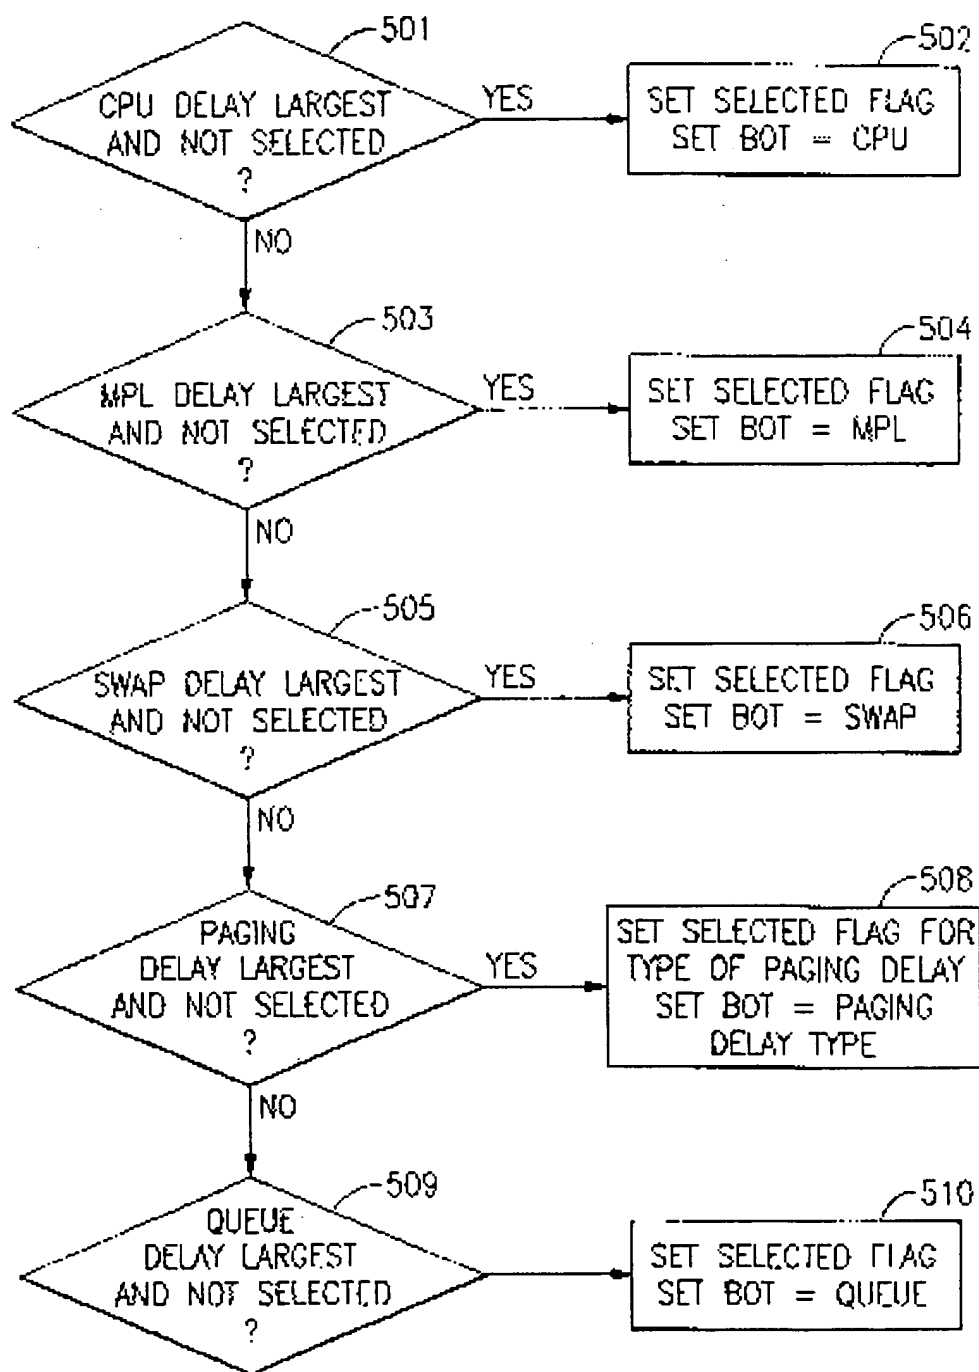 501
CPU DELAY LARGEST
AND NOT SELECTED
?
YES
502
SET SELECTED FLAG
SET BOT = CPU
NO
503
MPL DELAY LARGEST
AND NOT SELECTED
?
YES
504
SET SELECTED FLAG
SET BOT = MPL
NO
505
SWAP DELAY LARGEST
AND NOT SELECTED
?
YES
506
SET SELECTED FLAG
SET BOT = SWAP
NO
507
PAGING
DELAY LARGEST
AND NOT SELECTED
?
YES
508
SET SELECTED FLAG FOR
TYPE OF PAGING DELAY
SET BOT = PAGING
DELAY TYPE
NO
509
QUEUE
DELAY LARGEST
AND NOT SELECTED
?
510
SET SELECTED FLAG
SET BOT = QUEUE